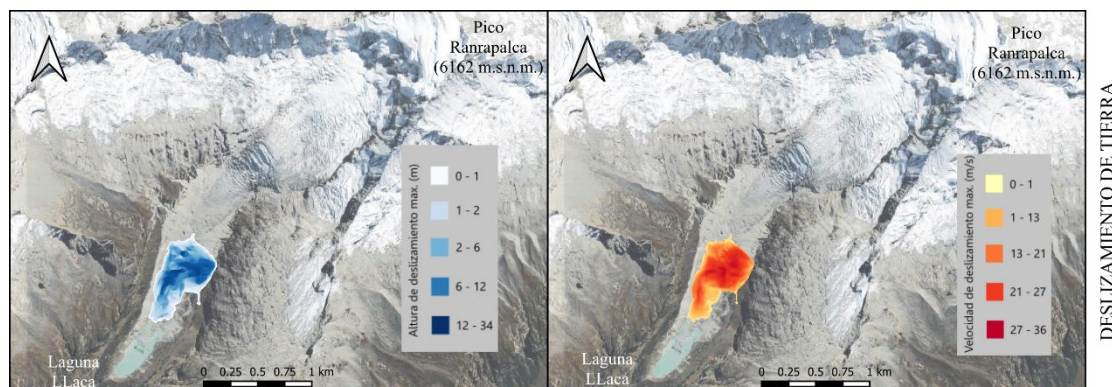 Pico
Ranrapalca
(6162 m.s.n.m.)
Altura de deslizamiento max. (m)
0 - 1
1 - 2
2 - 6
6 - 12
12 - 34
Laguna
LLaca
0 0.25 0.5 0.75 1 km
Pico
Ranrapalca
(6162 m.s.n.m.)
Velocidad de deslizamiento max. (m/s)
0 - 1
1 - 13
13 - 21
21 - 27
27 - 36
Laguna
LLaca
0 0.25 0.5 0.75 1 km
DESLIZAMIENTO DE TIERRA